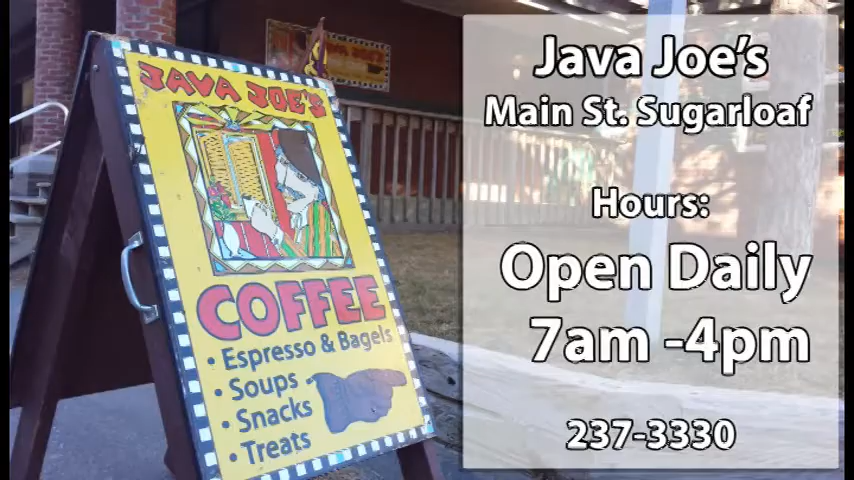 JAVA JOE'S
COFFEE
• Espresso & Bagels
• Soups
• Snacks
• Treats
Java Joe's
Main St. Sugarloaf
Hours:
Open Daily
7am -4pm
237-3330